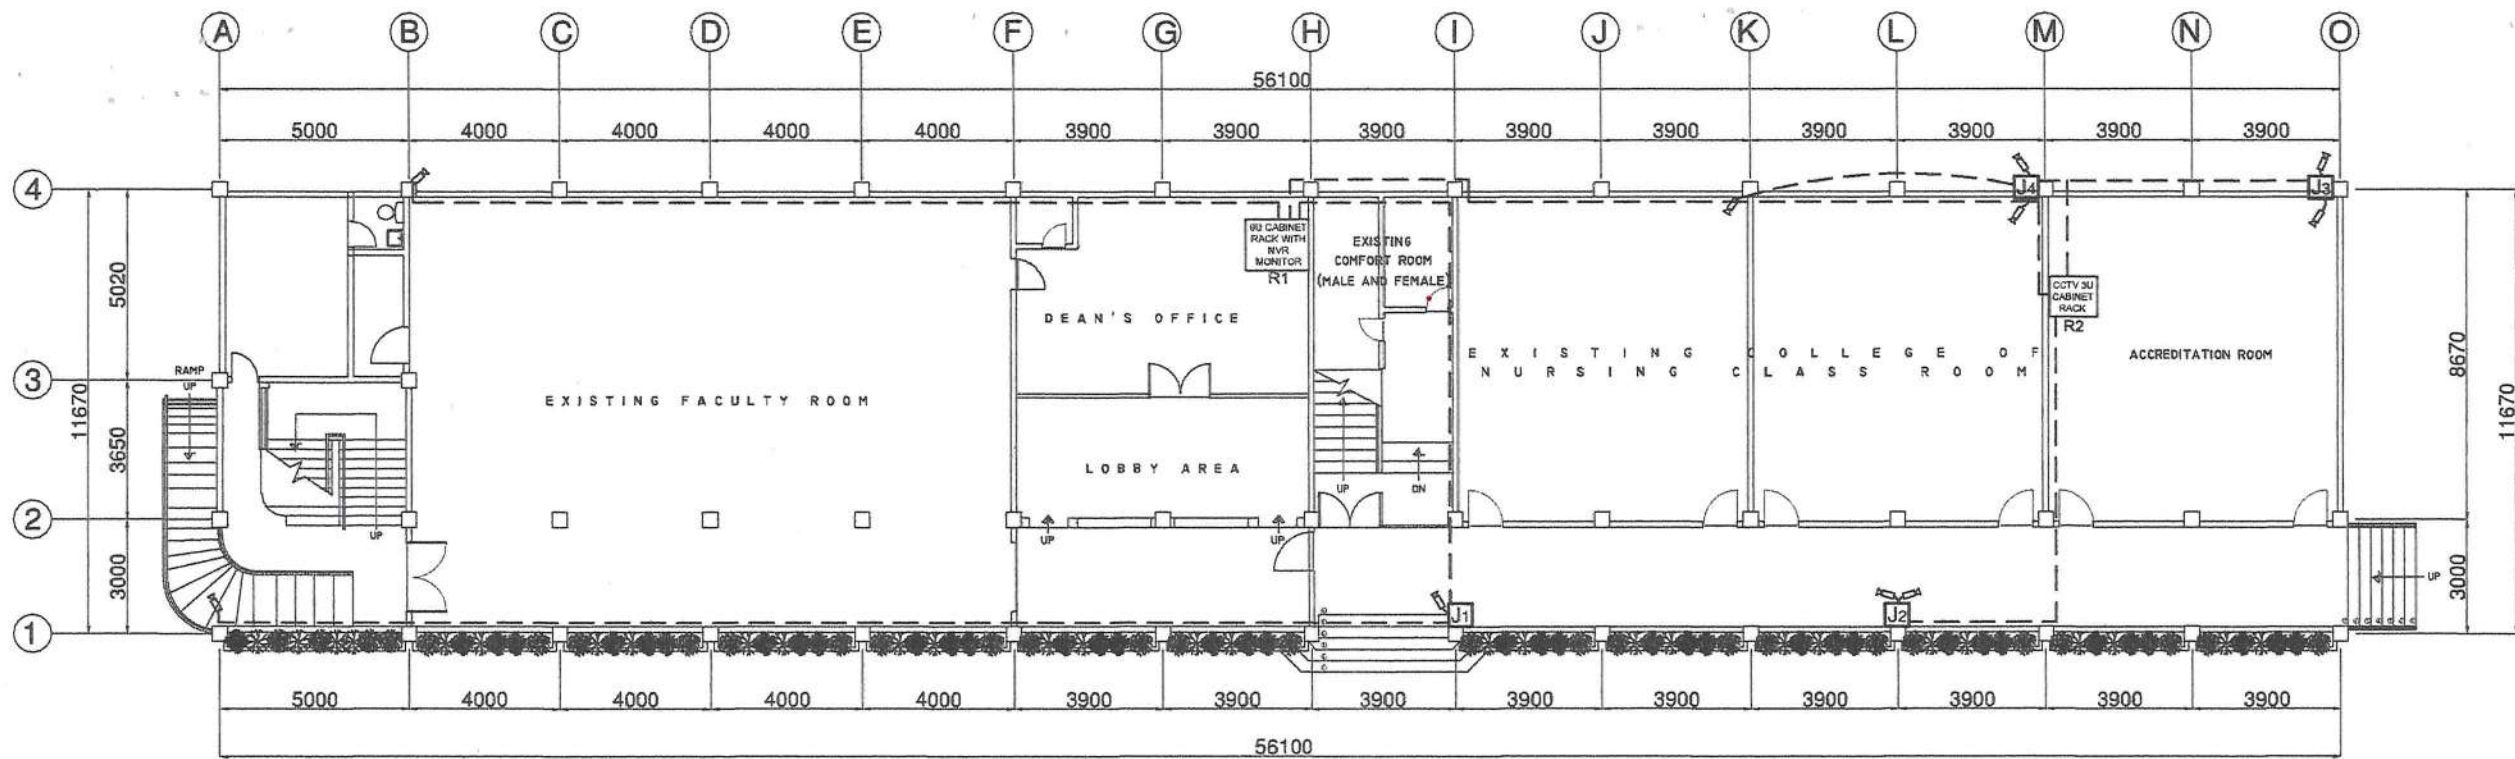 A B C D E F G H I J K L M N O
56100
5000 4000 4000 4000 4000 3900 3900 3900 3900 3900 3900 3900 3900 3900
4
J4
J3
6U CABINET
RACK WITH
NVR
MONITOR
R1
EXISTING
COMFORT ROOM
(MALE AND FEMALE)
5020
CCTV 3U
CABINET
RACK
R2
DEAN'S OFFICE
EXISTING COLLEGE OF
NURSING CLASS ROOM
ACCREDITATION ROOM
8670
3
RAMP
UP
11670
EXISTING FACULTY ROOM
11670
3650
LOBBY AREA
UP
DN
2
UP
UP
UP
3000
UP
3000
J1
J2
1
5000 4000 4000 4000 4000 3900 3900 3900 3900 3900 3900 3900 3900 3900
56100